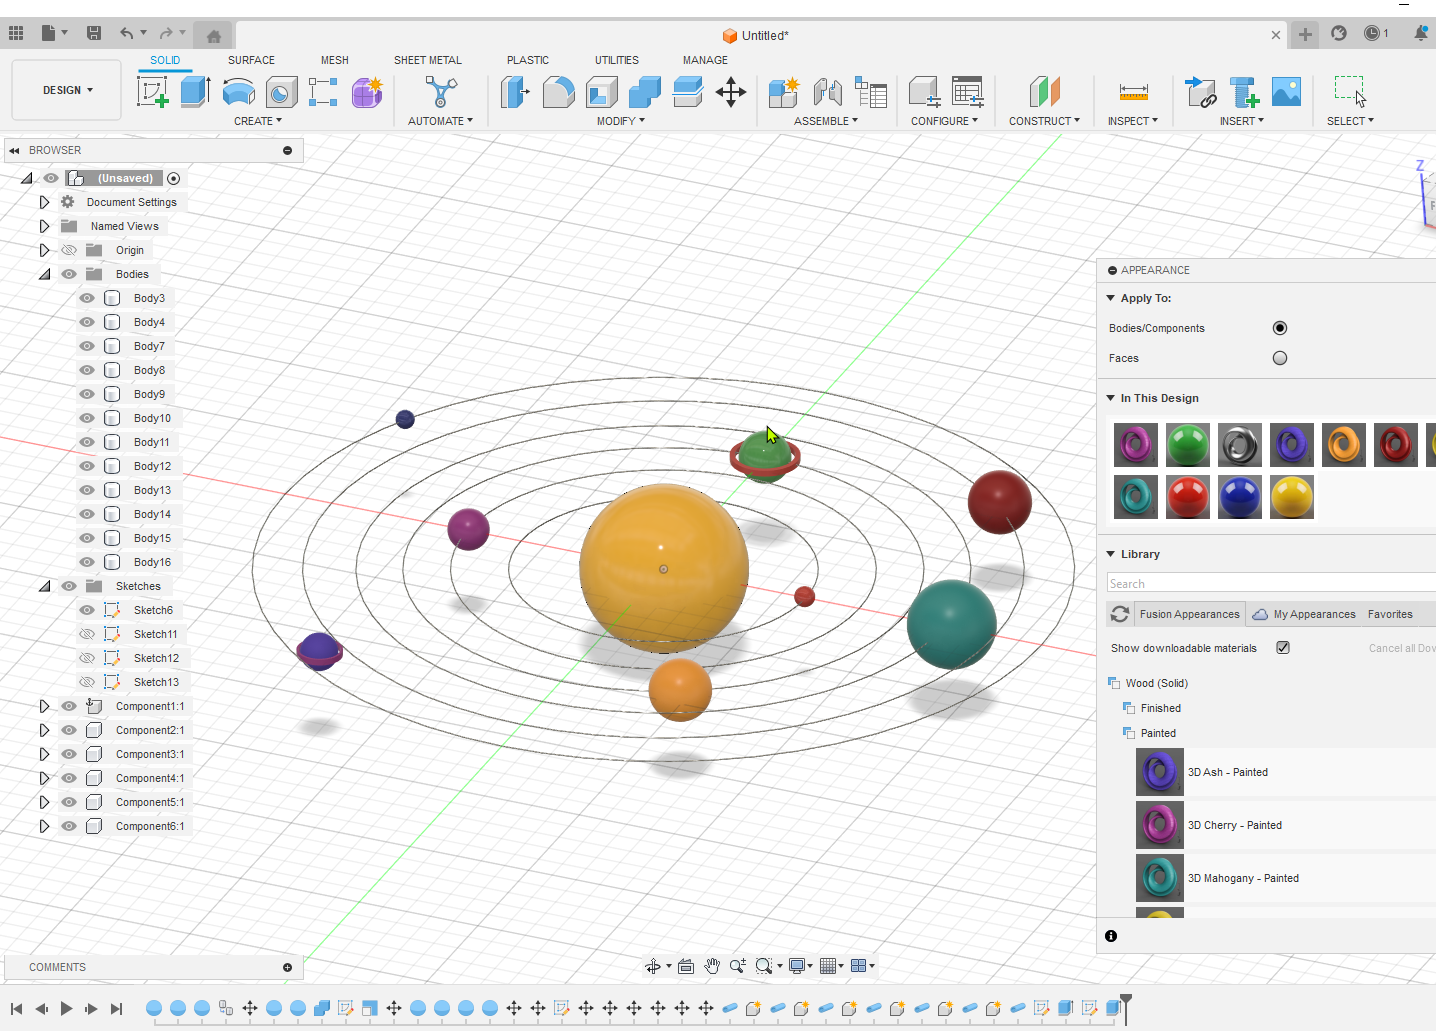 Untitled*
1
SOLID SURFACE MESH SHEET METAL PLASTIC UTILITIES MANAGE
DESIGN
CREATE AUTOMATE MODIFY ASSEMBLE CONFIGURE CONSTRUCT INSPECT INSERT SELECT
BROWSER
(Unsaved)
Document Settings
Named Views
Origin
Bodies
Body3
Body4
Body7
Body8
Body9
Body10
Body11
Body12
Body13
Body14
Body15
Body16
Sketches
Sketch6
Sketch11
Sketch12
Sketch13
Component1:1
Component2:1
Component3:1
Component4:1
Component5:1
Component6:1
Z
F
APPEARANCE
Apply To:
Bodies/Components
Faces
In This Design
Library
Search
Fusion Appearances My Appearances Favorites
Show downloadable materials Cancel all Dow
Wood (Solid)
Finished
Painted
3D Ash - Painted
3D Cherry - Painted
3D Mahogany - Painted
COMMENTS